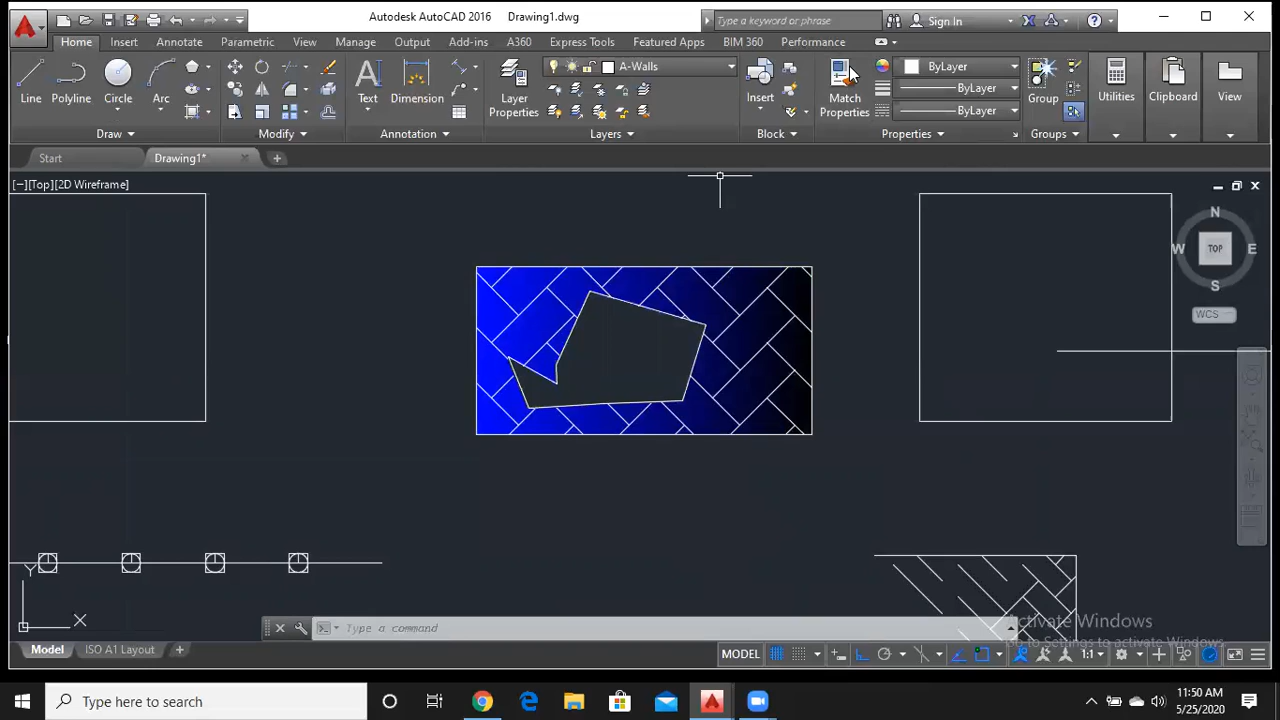 Autodesk AutoCAD 2016 Drawing1.dwg
Type a keyword or phrase
Sign In
Home Insert Annotate Parametric View Manage Output Add-ins A360 Express Tools Featured Apps BIM 360 Performance
A-Walls
ByLayer
ByLayer
ByLayer
Line Polyline Circle Arc
Text Dimension
Layer
Properties
Insert
Match
Properties
Group
Utilities
Clipboard
View
Draw
Modify
Annotation
Layers
Block
Properties
Groups
Start
Drawing1*
[−][Top][2D Wireframe]
N
W TOP E
S
WCS
Y
X
Activate Windows
Go to Settings to activate Windows.
Type a command
Model ISO A1 Layout
MODEL
1:1
Type here to search
11:50 AM
5/25/2020